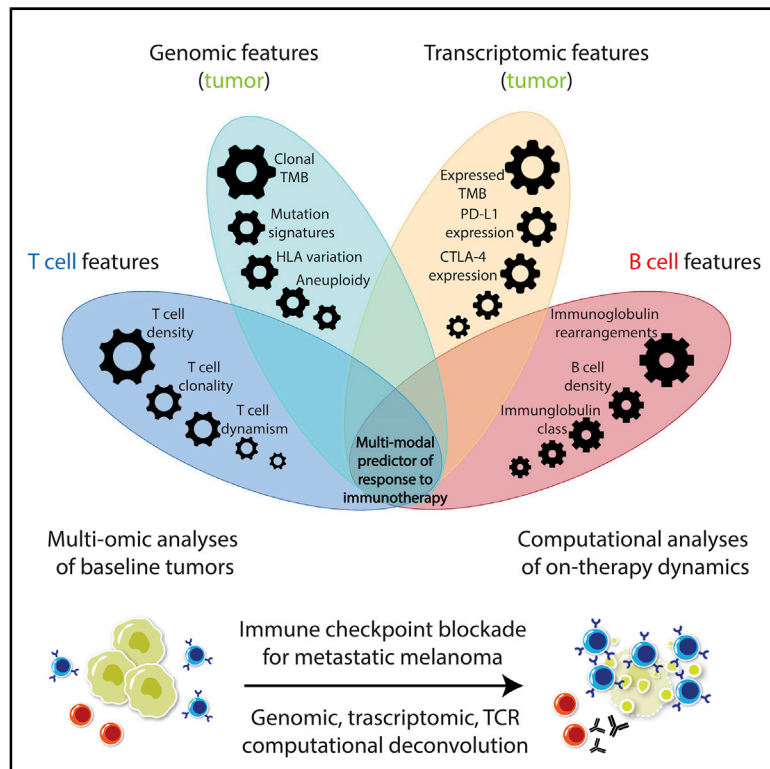 Genomic features
(tumor)
Transcriptomic features
(tumor)
Clonal
TMB
Mutation
signatures
HLA variation
Aneuploidy
Expressed
TMB
PD-L1
expression
CTLA-4
expression
T cell features
B cell features
T cell
density
T cell
clonality
T cell
dynamism
Immunoglobulin
rearrangements
B cell
density
Immunglobulin
class
Multi-modal
predictor of
response to
immunotherapy
Multi-omic analyses
of baseline tumors
Computational analyses
of on-therapy dynamics
Immune checkpoint blockade
for metastatic melanoma
Genomic, trascriptomic, TCR
computational deconvolution